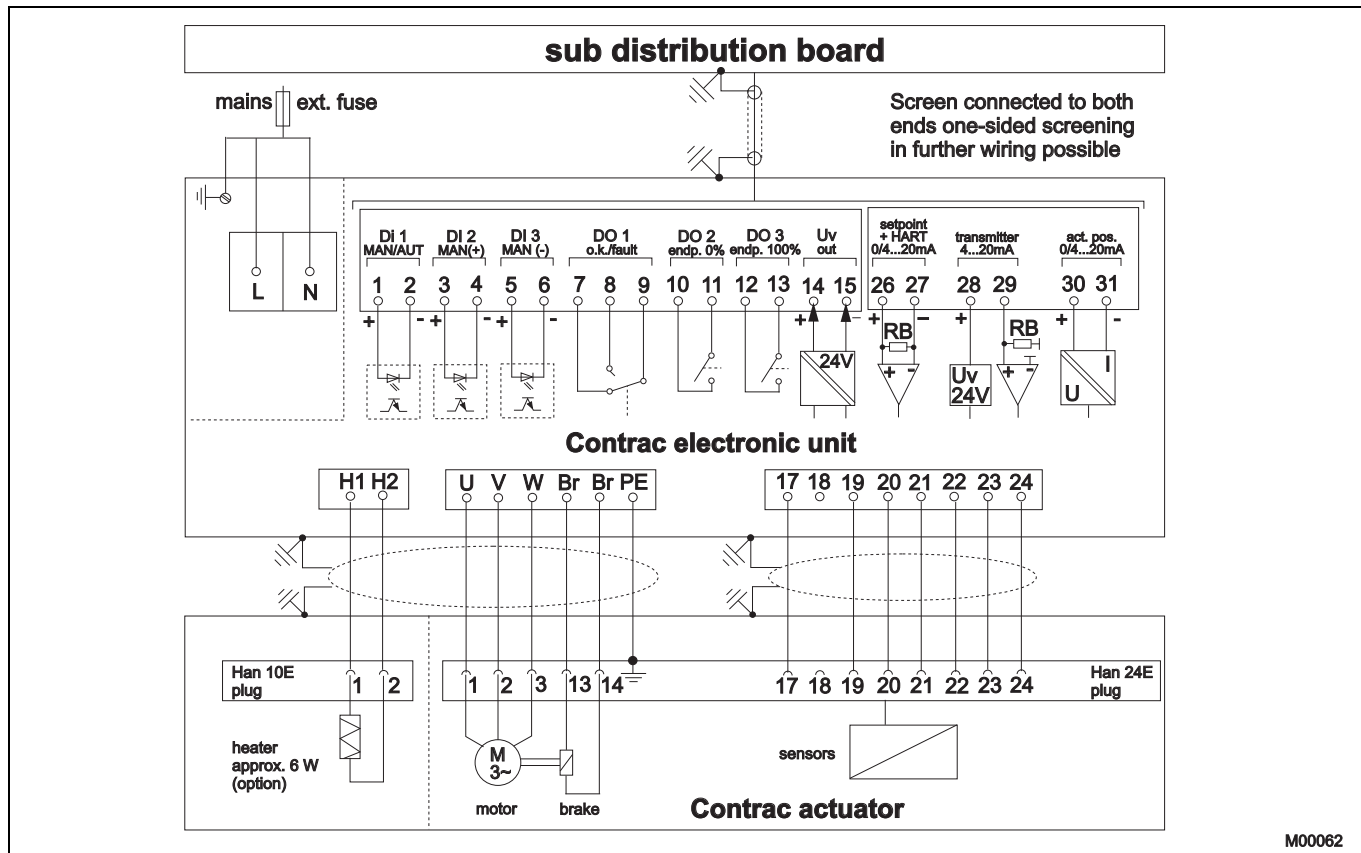 sub distribution board
mains ext. fuse
Screen connected to both
ends one-sided screening
in further wiring possible
L N
Di 1 DI 2 DI 3 DO 1 DO 2 DO 3 Uv
MAN/AUT MAN(+) MAN (-) o.k./fault endp. 0% endp. 100% out
setpoint
+ HART transmitter act. pos.
0/4...20mA 4...20mA 0/4...20mA
1 2 3 4 5 6 7 8 9 10 11 12 13 14 15 26 27 28 29 30 31
+ - + - + - + - + - + + -
RB RB
24V
+ - Uv + - I
24V U
Contrac electronic unit
H1 H2 U V W Br Br PE 17 18 19 20 21 22 23 24
Han 10E
plug
1 2 1 2 3 13 14 17 18 19 20 21 22 23 24
Han 24E
plug
heater
approx. 6 W
(option)
M
3~
motor brake
sensors
Contrac actuator
M00062